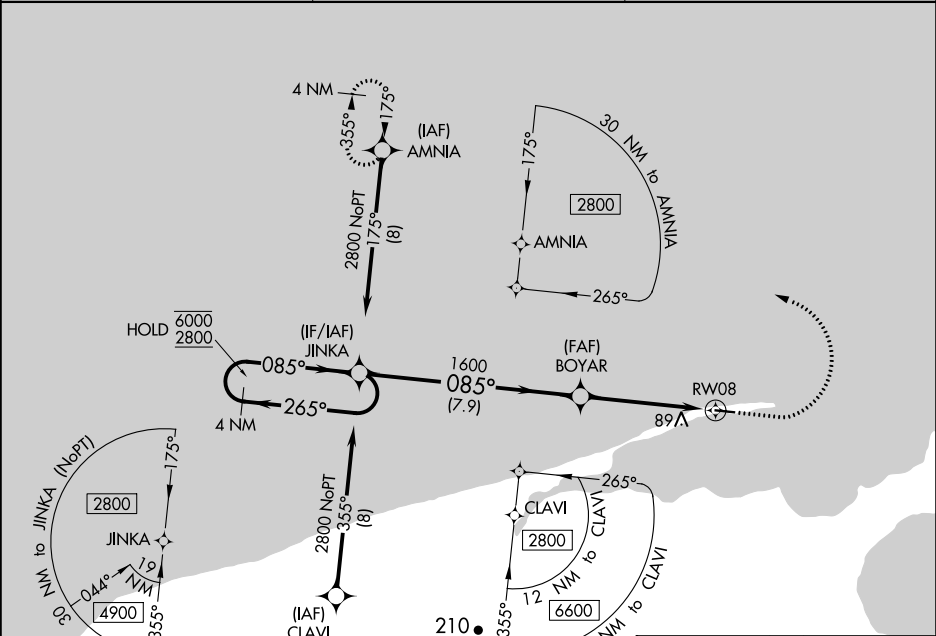 4 NM
175°
355°
(IAF)
AMNIA
2800 NoPT
175°
(8)
30 NM to AMNIA
175°
2800
AMNIA
265°
HOLD 6000
2800
(IF/IAF)
JINKA
085°
265°
4 NM
1600
085°
(7.9)
(FAF)
BOYAR
RW08
89
30 NM to JINKA (NoPT)
175°
2800
JINKA
19 NM
044°
4900
355°
2800 NoPT
355°
(8)
(IAF)
CLAVI
265°
CLAVI
2800
12 NM to CLAVI
6600
NM to CLAVI
355°
210